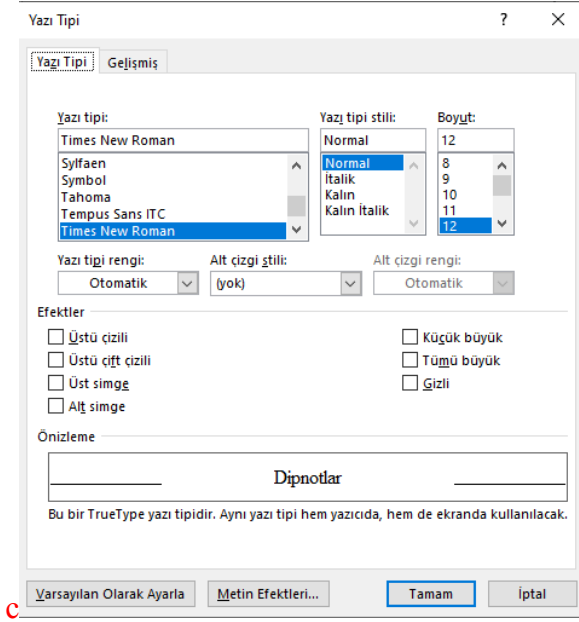 Yazı Tipi ?
Yazı Tipi Gelişmiş
Yazı tipi: Yazı tipi stili: Boyut:
Times New Roman Normal 12
Sylfaen Normal 8
Symbol İtalik 9
Tahoma Kalın 10
Tempus Sans ITC Kalın İtalik 11
Times New Roman 12
Yazı tipi rengi: Alt çizgi stili: Alt çizgi rengi:
Otomatik (yok) Otomatik
Efektler
Üstü çizili Küçük büyük
Üstü çift çizili Tümü büyük
Üst simge Gizli
Alt simge
Önizleme
Dipnotlar
Bu bir TrueType yazı tipidir. Aynı yazı tipi hem yazıcıda, hem de ekranda kullanılacak.
c Varsayılan Olarak Ayarla Metin Efektleri... Tamam İptal